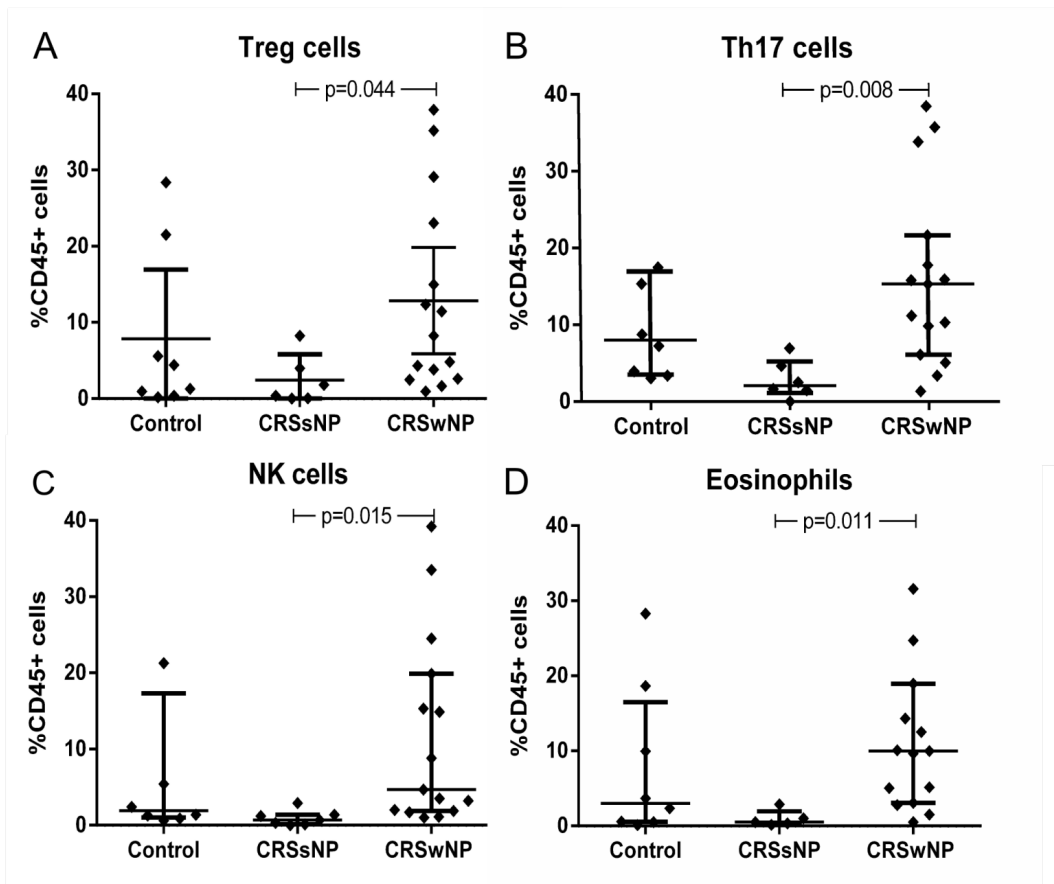 A
Treg cells
p=0.044
%CD45+ cells
40
30
20
10
0
Control CRSsNP CRSwNP
B
Th17 cells
p=0.008
%CD45+ cells
40
30
20
10
0
Control CRSsNP CRSwNP
C
NK cells
p=0.015
%CD45+ cells
40
30
20
10
0
Control CRSsNP CRSwNP
D
Eosinophils
p=0.011
%CD45+ cells
40
30
20
10
0
Control CRSsNP CRSwNP